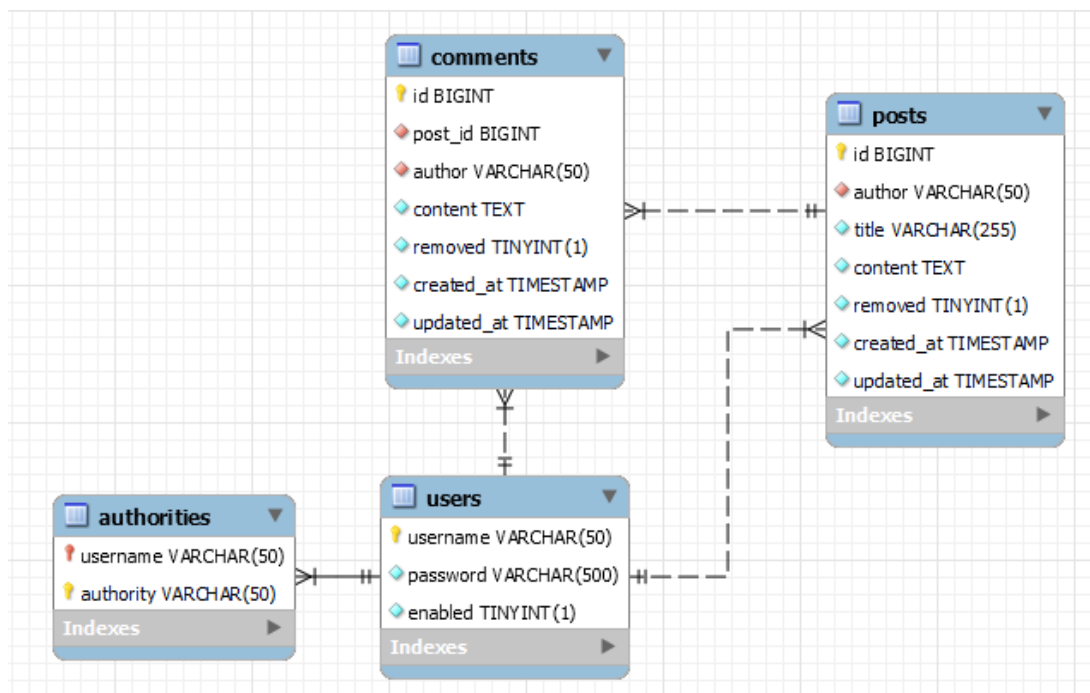 comments
id BIGINT
post_id BIGINT
author VARCHAR(50)
content TEXT
removed TINYINT(1)
created_at TIMESTAMP
updated_at TIMESTAMP
Indexes
posts
id BIGINT
author VARCHAR(50)
title VARCHAR(255)
content TEXT
removed TINYINT(1)
created_at TIMESTAMP
updated_at TIMESTAMP
Indexes
authorities
username VARCHAR(50)
authority VARCHAR(50)
Indexes
users
username VARCHAR(50)
password VARCHAR(500)
enabled TINYINT(1)
Indexes